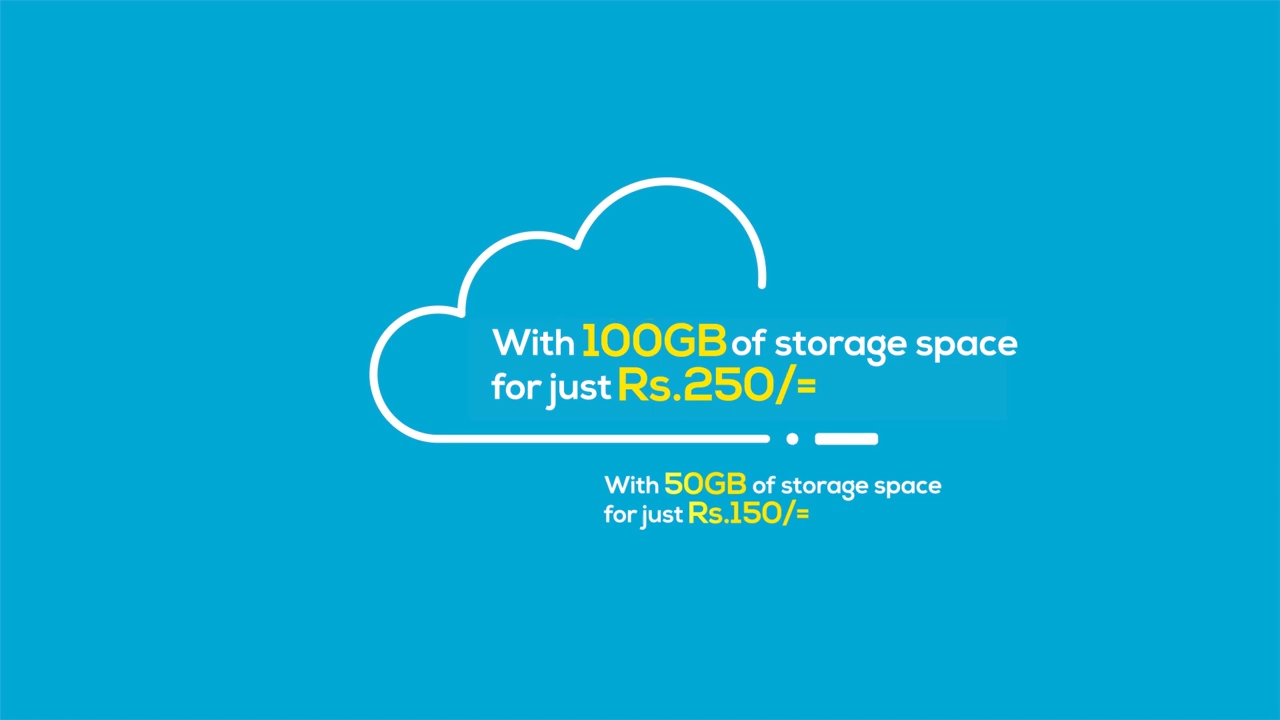 With 100GB of storage space
for just Rs.250/=
With 50GB of storage space
for just Rs.150/=